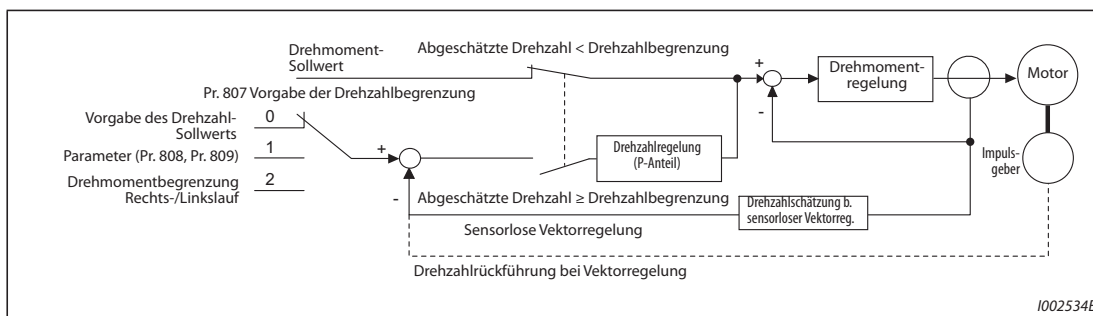 Drehmoment-
Sollwert
Abgeschätzte Drehzahl < Drehzahlbegrenzung
+
Drehmoment-
regelung
Motor
-
Pr. 807 Vorgabe der Drehzahlbegrenzung
Vorgabe des Drehzahl-
Sollwerts
0
Parameter (Pr. 808, Pr. 809)
1
Drehmomentbegrenzung
Rechts-/Linkslauf
2
+
-
Drehzahlregelung
(P-Anteil)
Impuls-
geber
Abgeschätzte Drehzahl ≥ Drehzahlbegrenzung
Drehzahlschätzung b.
sensorloser Vektorreg.
Sensorlose Vektorregelung
Drehzahlrückführung bei Vektorregelung
I002534E